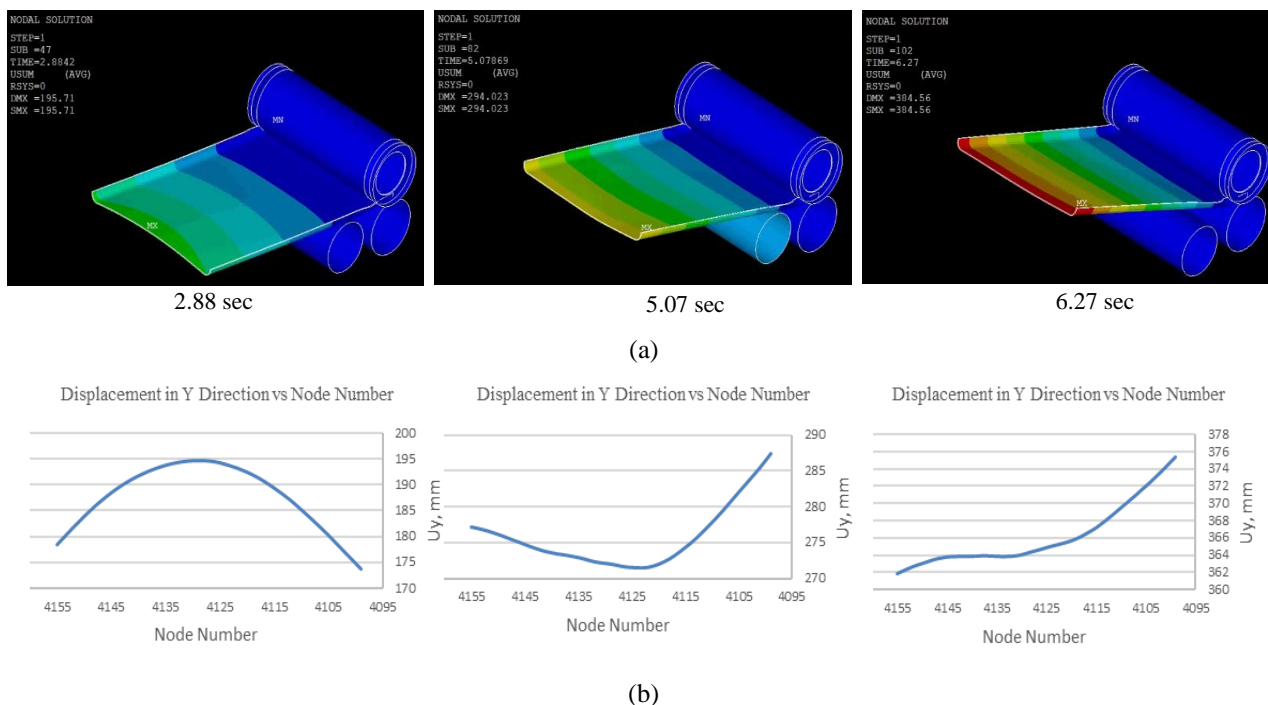 NODAL SOLUTION
STEP=1
SUB =47
TIME=2.8842
USUM (AVG)
RSYS=0
DMX =195.71
SMX =195.71
MN
MX
NODAL SOLUTION
STEP=1
SUB =82
TIME=5.07869
USUM (AVG)
RSYS=0
DMX =294.023
SMX =294.023
MN
MX
NODAL SOLUTION
STEP=1
SUB =102
TIME=6.27
USUM (AVG)
RSYS=0
DMX =384.56
SMX =384.56
MN
MX
2.88 sec
5.07 sec
6.27 sec
(a)
Displacement in Y Direction vs Node Number
200
195
190
185
180
175
170
Uy, mm
4155 4145 4135 4125 4115 4105 4095
Node Number
Displacement in Y Direction vs Node Number
290
285
280
275
270
Uy, mm
4155 4145 4135 4125 4115 4105 4095
Node Number
Displacement in Y Direction vs Node Number
378
376
374
372
370
368
366
364
362
360
Uy, mm
4155 4145 4135 4125 4115 4105 4095
Node Number
(b)